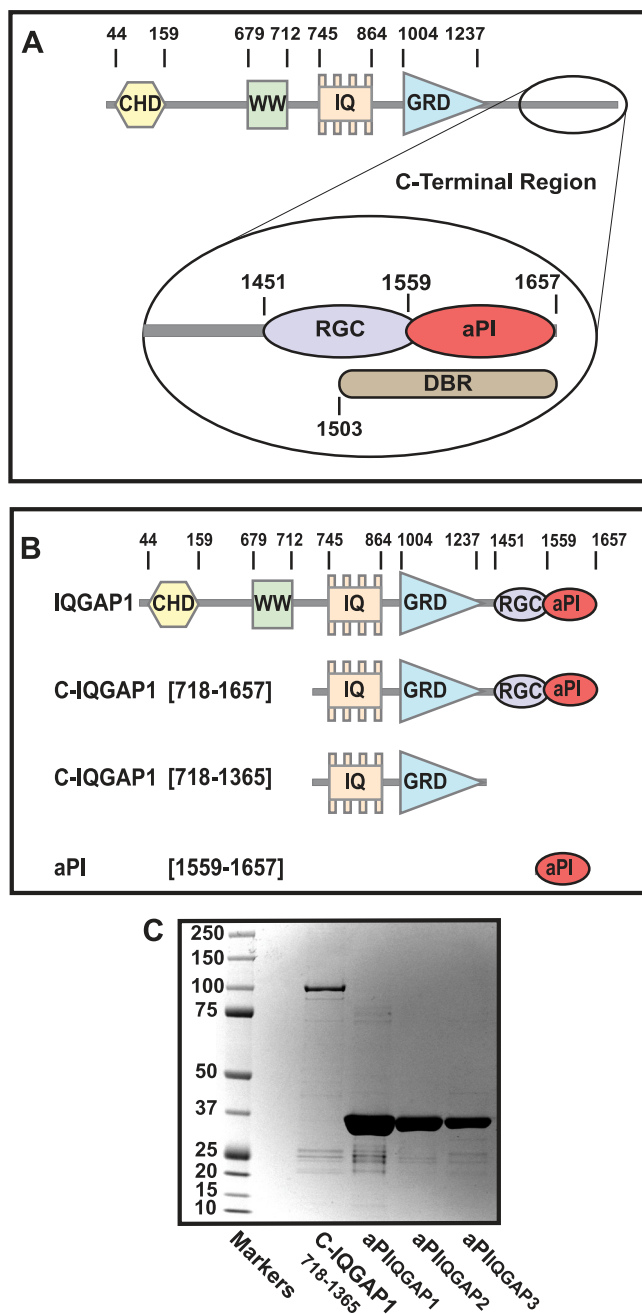 A
44 159 679 712 745 864 1004 1237
CHD WW IQ GRD
C-Terminal Region
1451 1559 1657
RGC aPI
DBR
1503
B
44 159 679 712 745 864 1004 1237 1451 1559 1657
IQGAP1 CHD WW IQ GRD RGC aPI
C-IQGAP1 [718-1657] IQ GRD RGC aPI
C-IQGAP1 [718-1365] IQ GRD
aPI [1559-1657] aPI
C
250
150
100
75
50
37
25
20
15
10
Markers
C-IQGAP1
718-1365
aPIIQGAP1
aPIIQGAP2
aPIIQGAP3